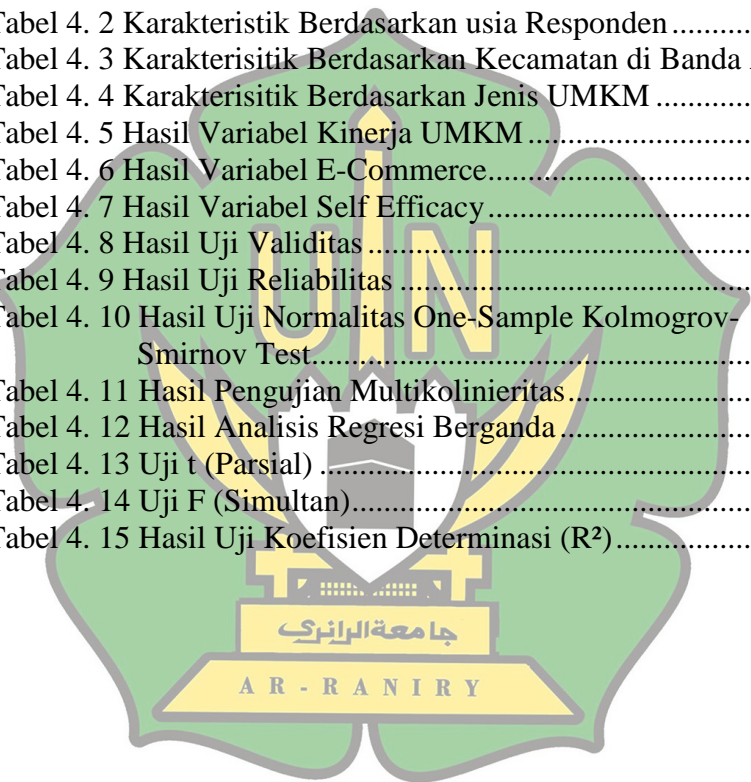 Tabel 4. 2 Karakteristik Berdasarkan usia Responden..........
Tabel 4. 3 Karakterisitik Berdasarkan Kecamatan di Banda
Tabel 4. 4 Karakterisitik Berdasarkan Jenis UMKM ............
Tabel 4. 5 Hasil Variabel Kinerja UMKM..............................
Tabel 4. 6 Hasil Variabel E-Commerce...................................
Tabel 4. 7 Hasil Variabel Self Efficacy...................................
Tabel 4. 8 Hasil Uji Validitas..................................................
Tabel 4. 9 Hasil Uji Reliabilitas .............................................
Tabel 4. 10 Hasil Uji Normalitas One-Sample Kolmogrov-
Smirnov Test.........................................................
Tabel 4. 11 Hasil Pengujian Multikolinieritas........................
Tabel 4. 12 Hasil Analisis Regresi Berganda.........................
Tabel 4. 13 Uji t (Parsial) .......................................................
Tabel 4. 14 Uji F (Simultan)...................................................
Tabel 4. 15 Hasil Uji Koefisien Determinasi (R²)..................
UIN
جامعة الرانري
AR-RANIRY